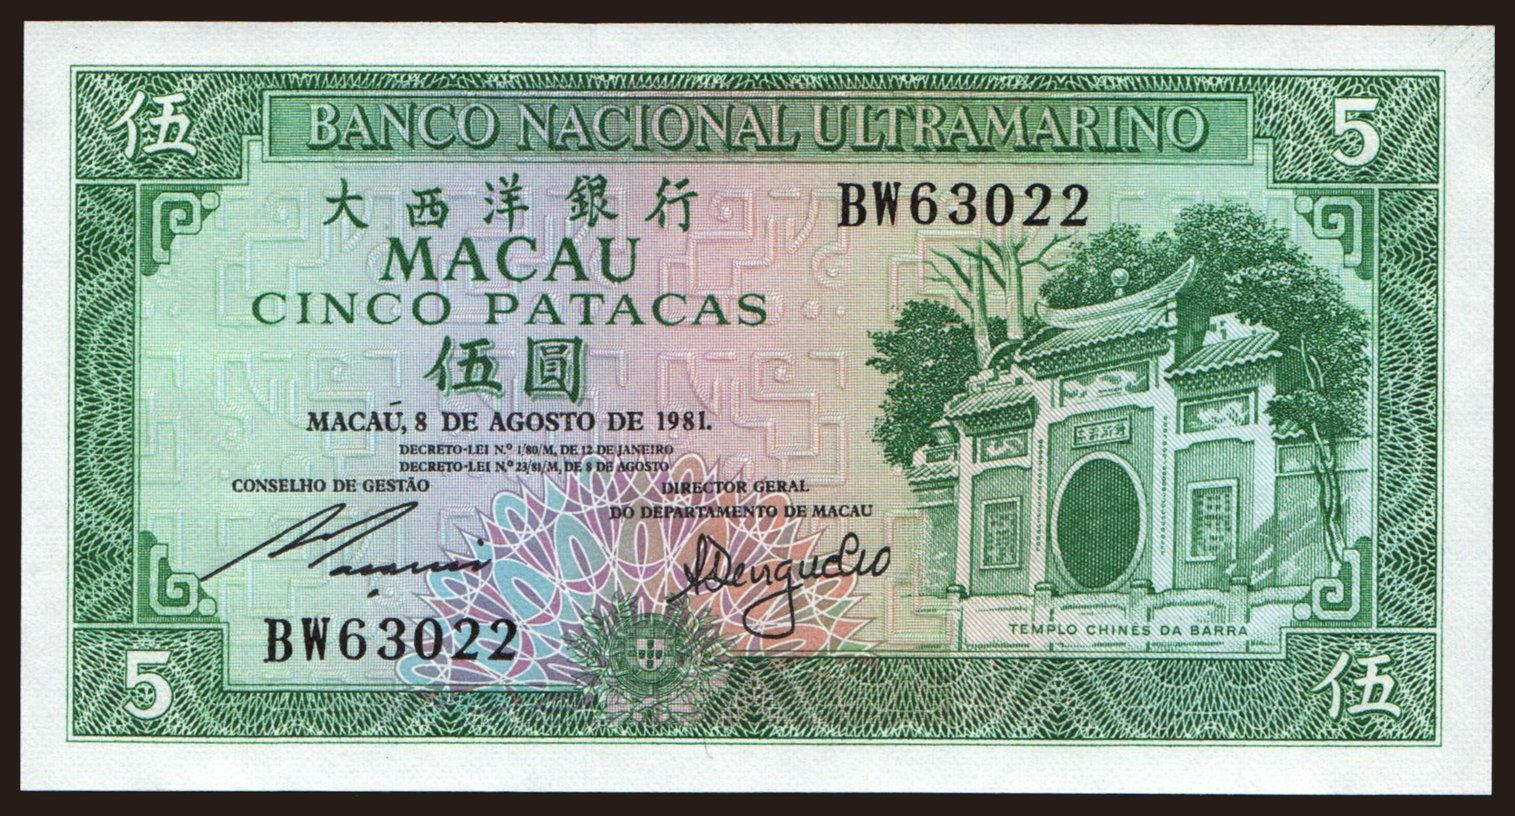 伍 BANCO NACIONAL ULTRAMARINO 5
大西洋銀行 BW63022
MACAU
CINCO PATACAS
伍圓
MACAU, 8 DE AGOSTO DE 1981.
DECRETO-LEI N.º 1/80/M, DE 12 DE JANEIRO
DECRETO-LEI N.º 23/81/M, DE 8 DE AGOSTO
CONSELHO DE GESTÃO DIRECTOR GERAL
DO DEPARTAMENTO DE MACAU
BW63022 TEMPLO CHINÊS DA BARRA
5 伍